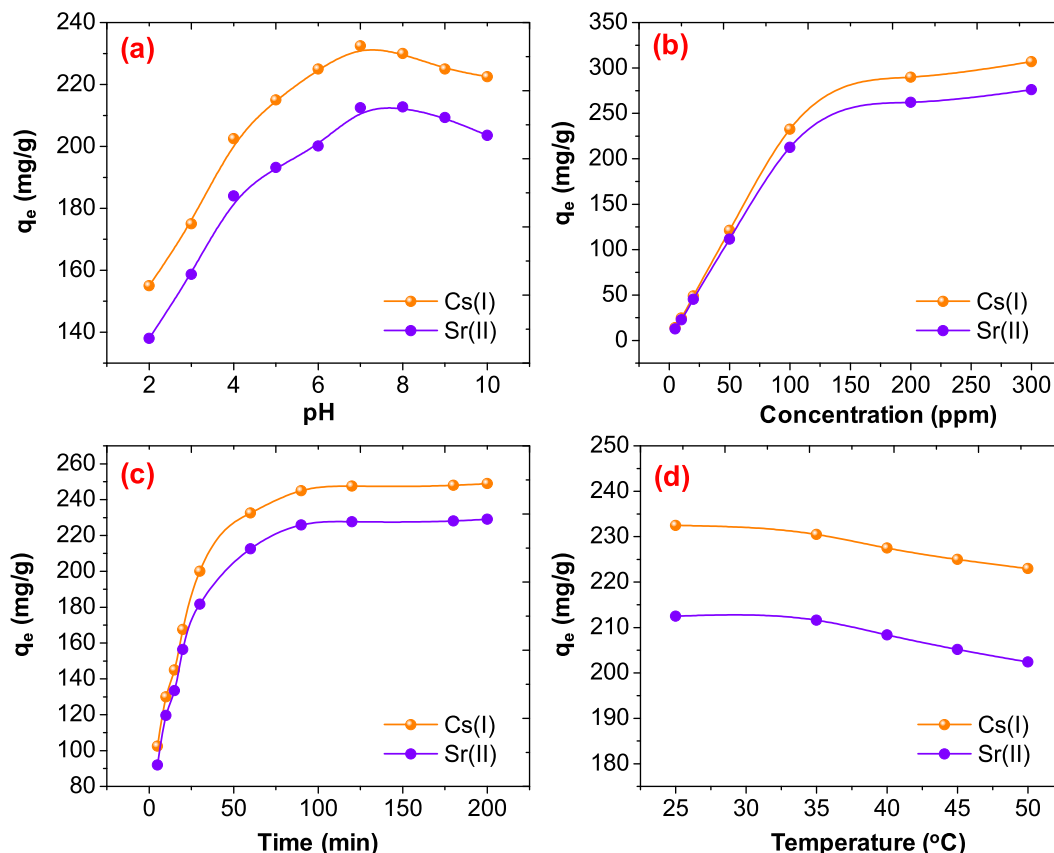 (a)
240
220
200
180
160
140
qe (mg/g)
Cs(I)
Sr(II)
2 4 6 8 10
pH
(b)
350
300
250
200
150
100
50
0
qe (mg/g)
Cs(I)
Sr(II)
0 50 100 150 200 250 300
Concentration (ppm)
(c)
260
240
220
200
180
160
140
120
100
80
qe (mg/g)
Cs(I)
Sr(II)
0 50 100 150 200
Time (min)
(d)
250
240
230
220
210
200
190
180
qe (mg/g)
Cs(I)
Sr(II)
25 30 35 40 45 50
Temperature (oC)